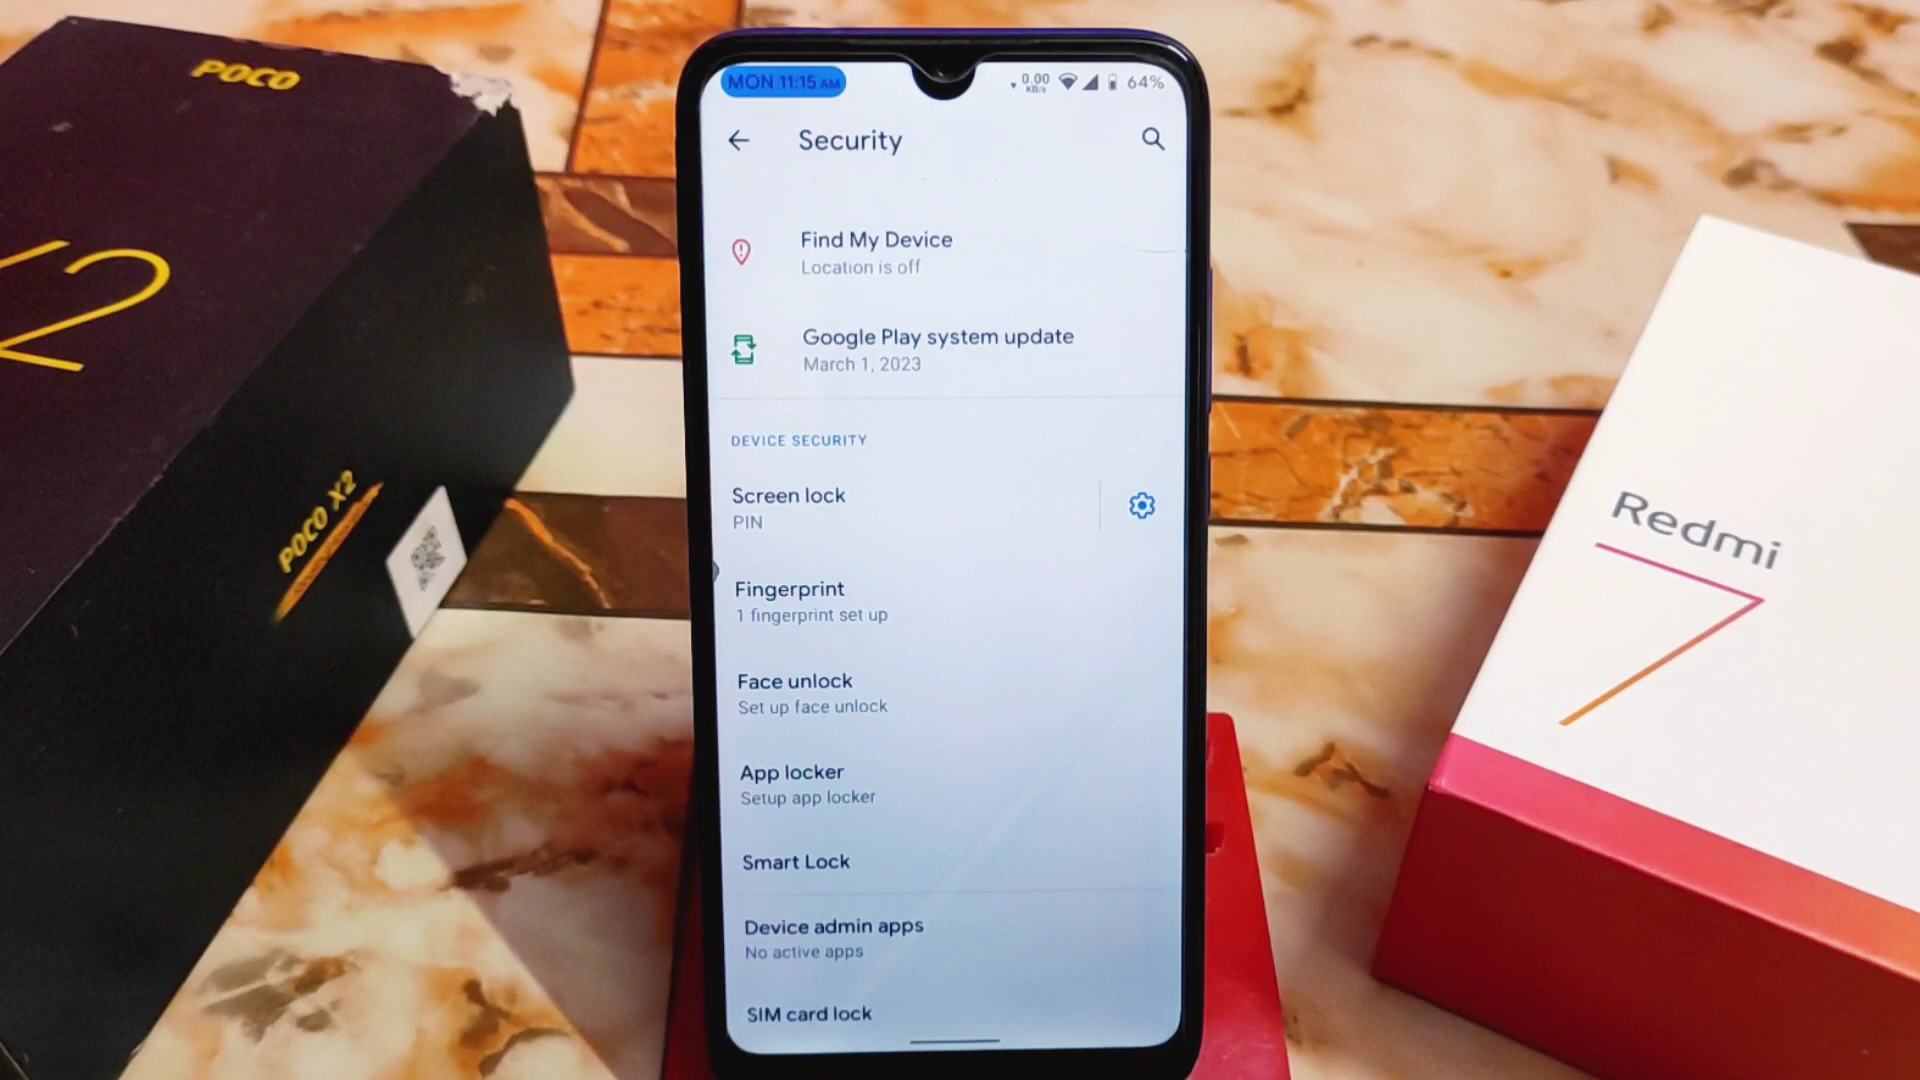 POCO
X2
POCO X2
MON 11:15 AM
0.00
KB/s
64%
Security
Find My Device
Location is off
Google Play system update
March 1, 2023
DEVICE SECURITY
Screen lock
PIN
Fingerprint
1 fingerprint set up
Face unlock
Set up face unlock
App locker
Setup app locker
Smart Lock
Device admin apps
No active apps
SIM card lock
Redmi
7